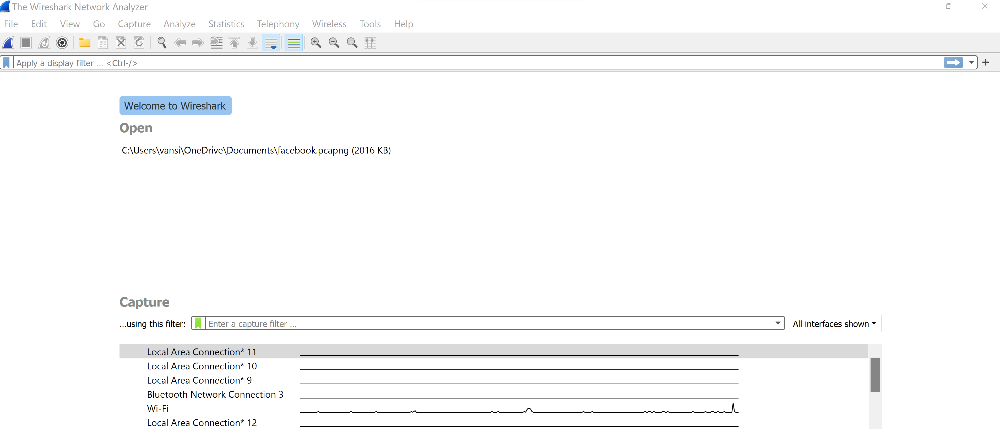 The Wireshark Network Analyzer
File Edit View Go Capture Analyze Statistics Telephony Wireless Tools Help
Apply a display filter ... <Ctrl-/>
Welcome to Wireshark
Open
C:\Users\vansi\OneDrive\Documents\facebook.pcapng (2016 KB)
Capture
...using this filter: Enter a capture filter ... All interfaces shown
Local Area Connection* 11
Local Area Connection* 10
Local Area Connection* 9
Bluetooth Network Connection 3
Wi-Fi
Local Area Connection* 12